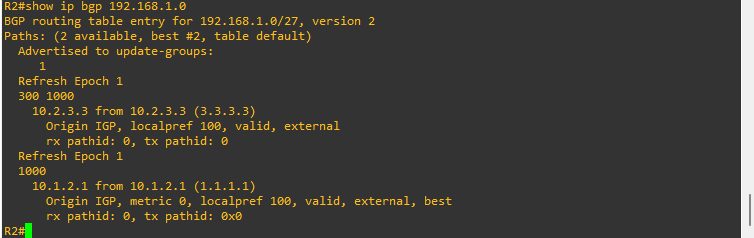 R2#show ip bgp 192.168.1.0
BGP routing table entry for 192.168.1.0/27, version 2
Paths: (2 available, best #2, table default)
  Advertised to update-groups:
     1
  Refresh Epoch 1
  300 1000
    10.2.3.3 from 10.2.3.3 (3.3.3.3)
      Origin IGP, localpref 100, valid, external
      rx pathid: 0, tx pathid: 0
  Refresh Epoch 1
  1000
    10.1.2.1 from 10.1.2.1 (1.1.1.1)
      Origin IGP, metric 0, localpref 100, valid, external, best
      rx pathid: 0, tx pathid: 0x0
R2#